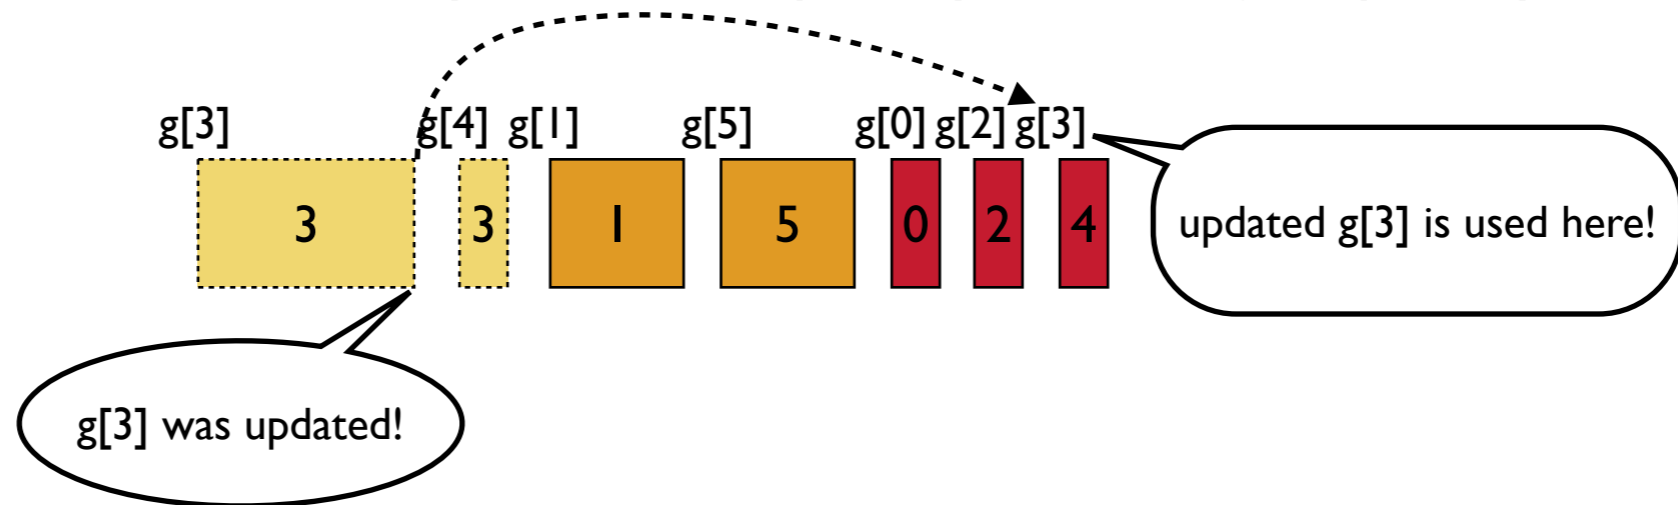 g[3] g[4] g[1] g[5] g[0] g[2] g[3]
3 3 1 5 0 2 4
updated g[3] is used here!
g[3] was updated!